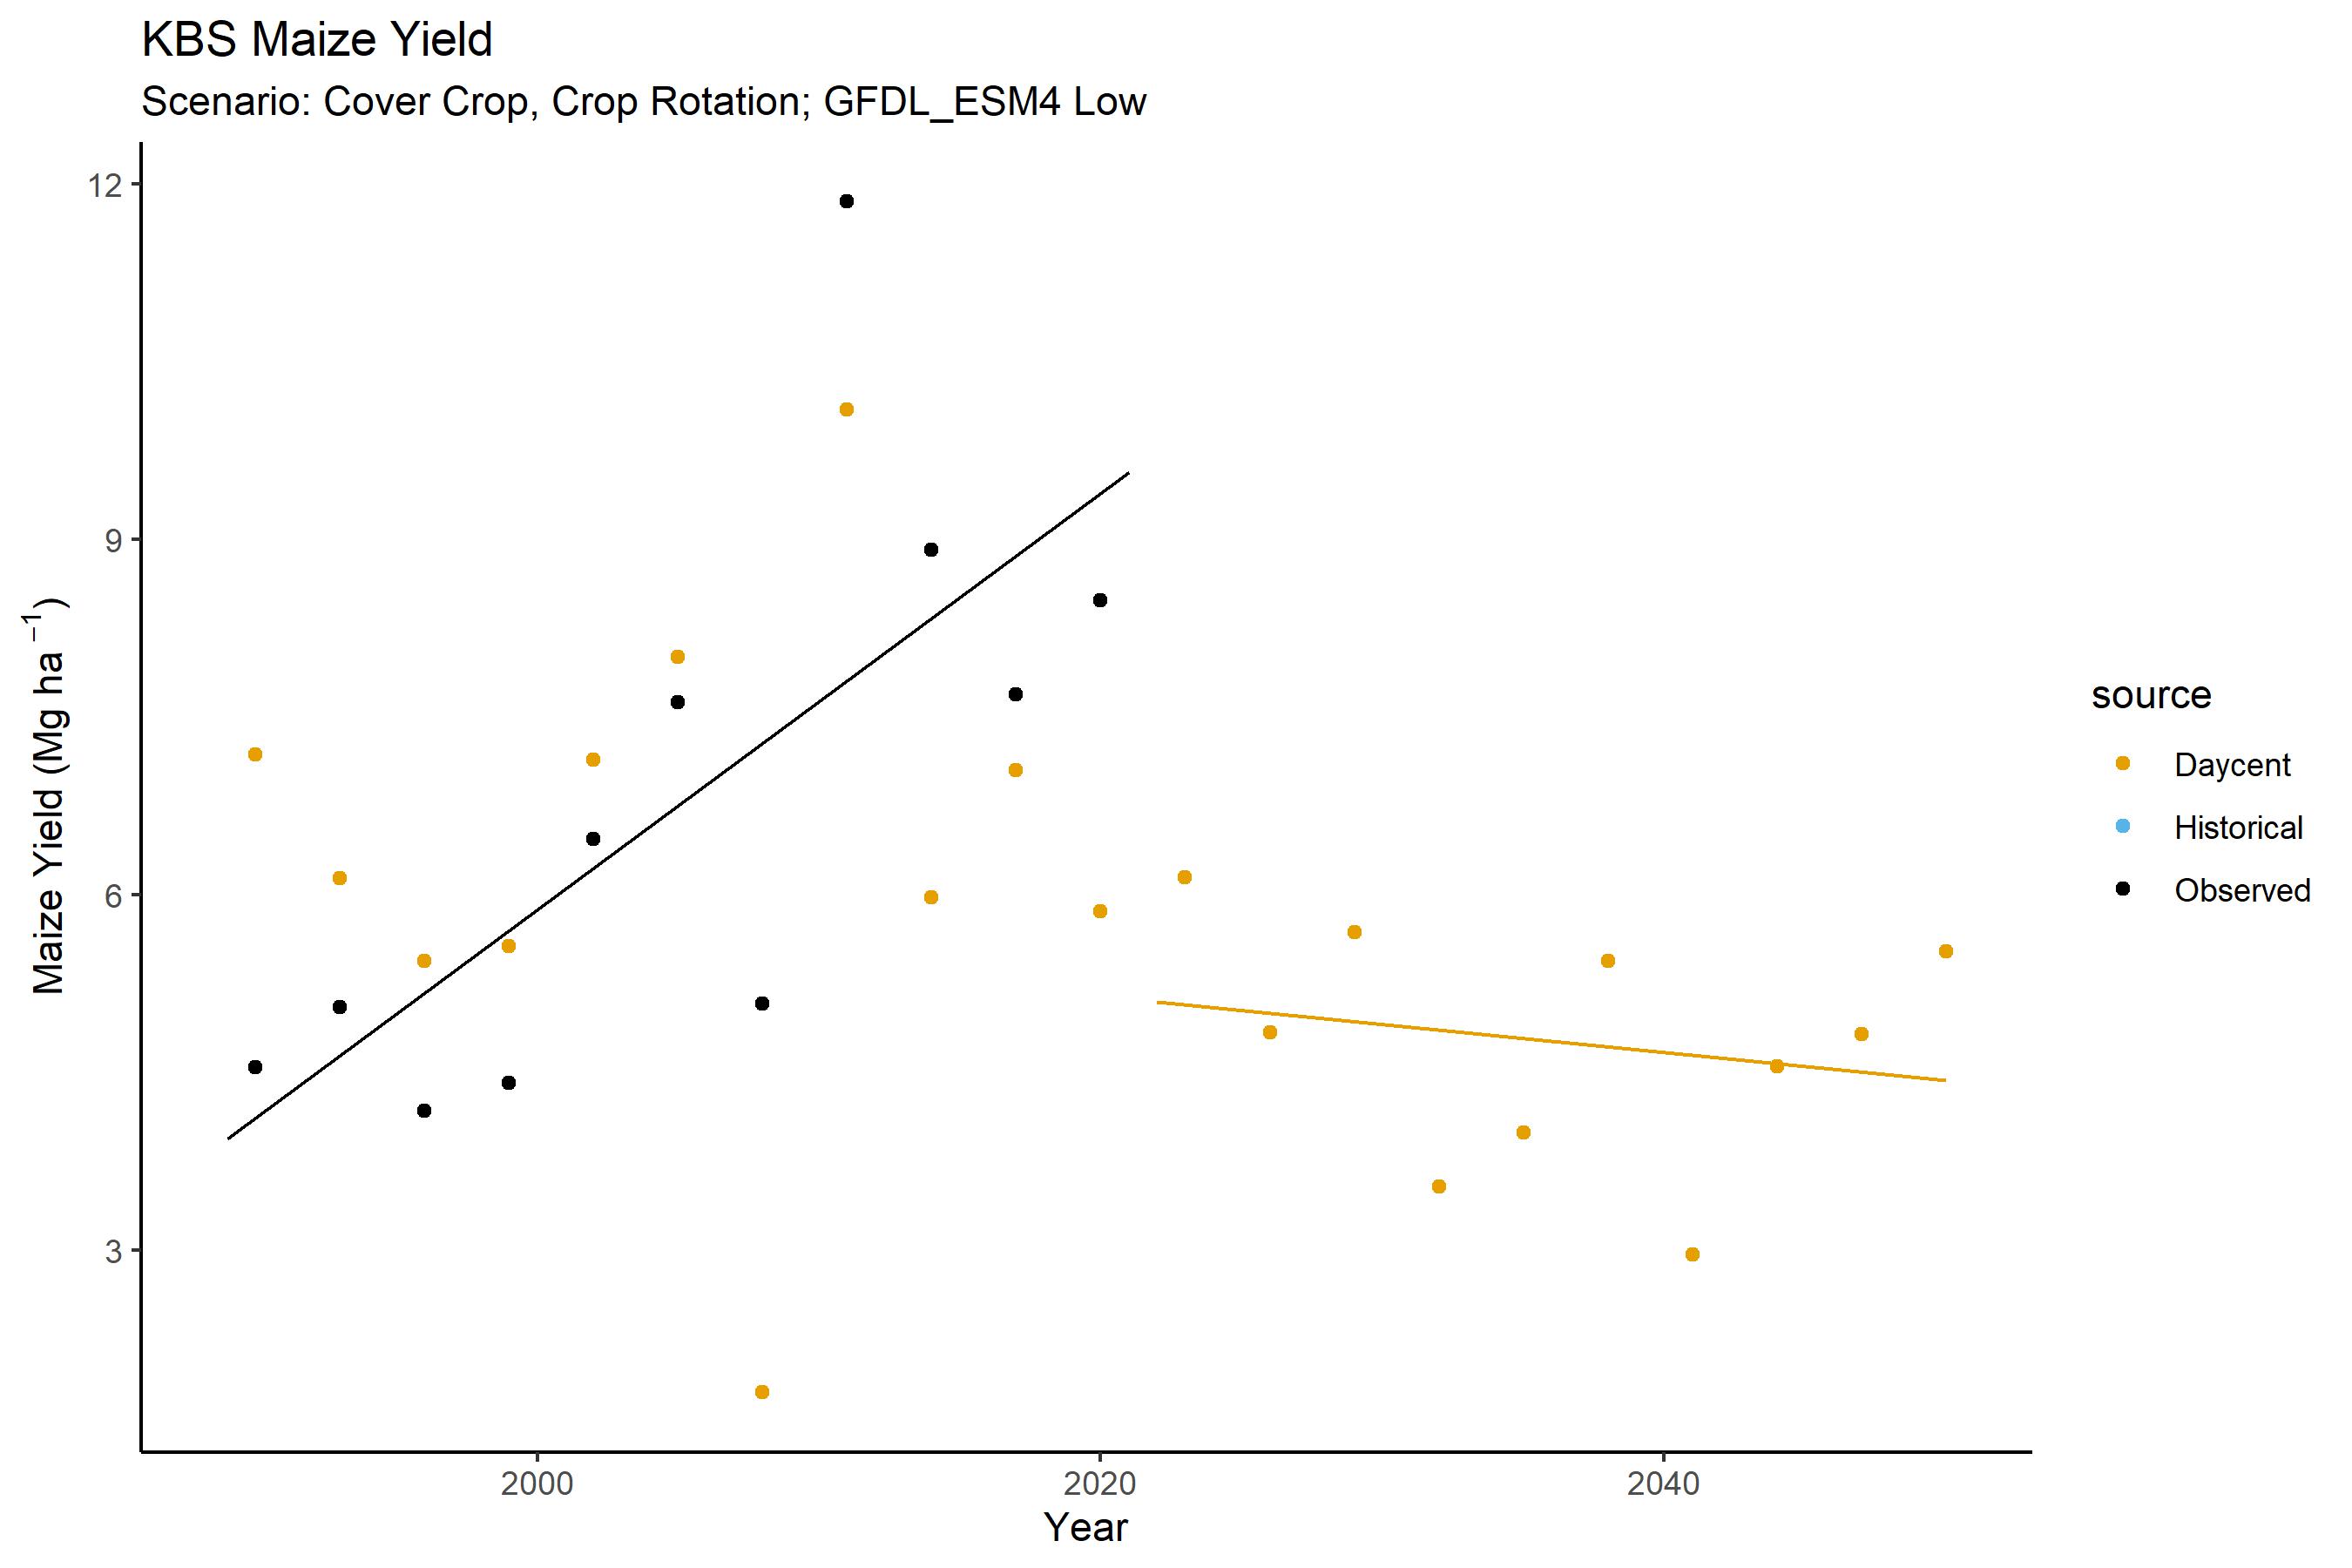 KBS Maize Yield
Scenario: Cover Crop, Crop Rotation; GFDL_ESM4 Low
Maize Yield (Mg ha −1)
12
9
6
3
2000
2020
2040
Year
source
Daycent
Historical
Observed